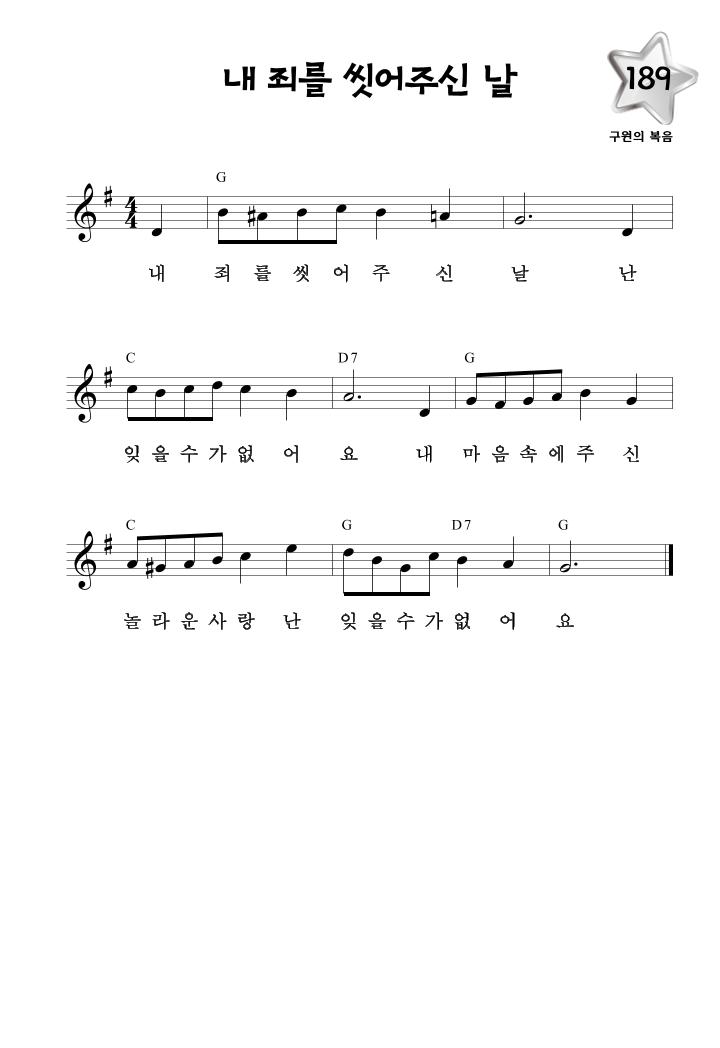 내 죄를 씻어주신 날
189
구원의 복음
G
4
4
내 죄 를 씻 어 주 신 날 난
C D7 G
잊 을 수 가 없 어 요 내 마 음 속 에 주 신
C G D7 G
놀 라 운 사 랑 난 잊 을 수 가 없 어 요